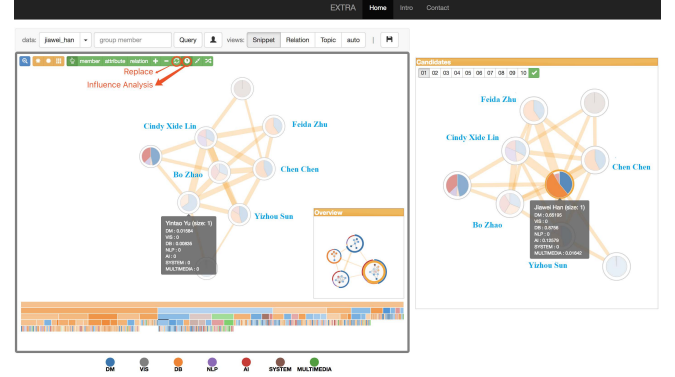 EXTRA Home Intro Contact
data: jiawei_han group member Query views: Snippet Relation Topic auto |
member attribute relation
Replace
Influence Analysis
Cindy Xide Lin
Feida Zhu
Bo Zhao
Chen Chen
Yizhou Sun
Yintao Yu (size: 1)
DM : 0.01564
VIS : 0
DB : 0.00835
NLP : 0
AI : 0
SYSTEM : 0
MULTIMEDIA : 0
Overview
Candidates
01 02 03 04 05 06 07 08 09 10
Feida Zhu
Cindy Xide Lin
Chen Chen
Bo Zhao
Yizhou Sun
Jiawei Han (size: 1)
DM : 0.65193
VIS : 0
DB : 0.6756
NLP : 0
AI : 0.12579
SYSTEM : 0
MULTIMEDIA : 0.01642
DM VIS DB NLP AI SYSTEM MULTIMEDIA